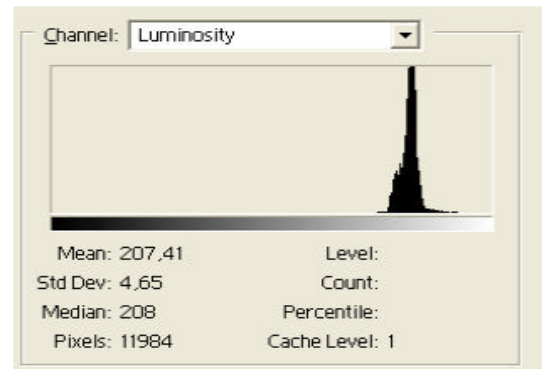 Channel: Luminosity
Mean: 207,41 Level:
Std Dev: 4,65 Count:
Median: 208 Percentile:
Pixels: 11984 Cache Level: 1